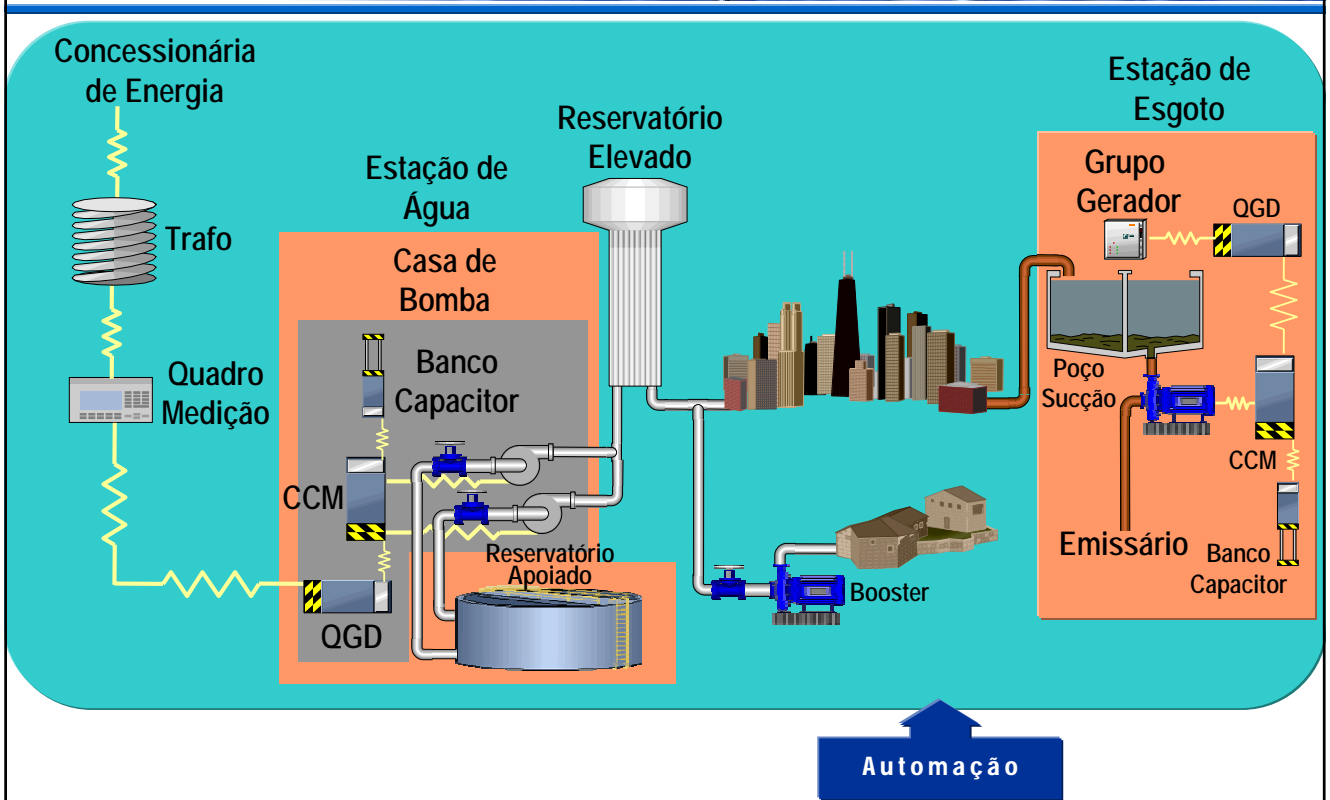 Concessionária
de Energia
Trafo
Quadro
Medição
Estação de
Água
Casa de
Bomba
Banco
Capacitor
CCM
QGD
Reservatório
Apoiado
Reservatório
Elevado
Booster
Estação de
Esgoto
Grupo
Gerador
QGD
Poço
Sucção
CCM
Emissário
Banco
Capacitor
Automação